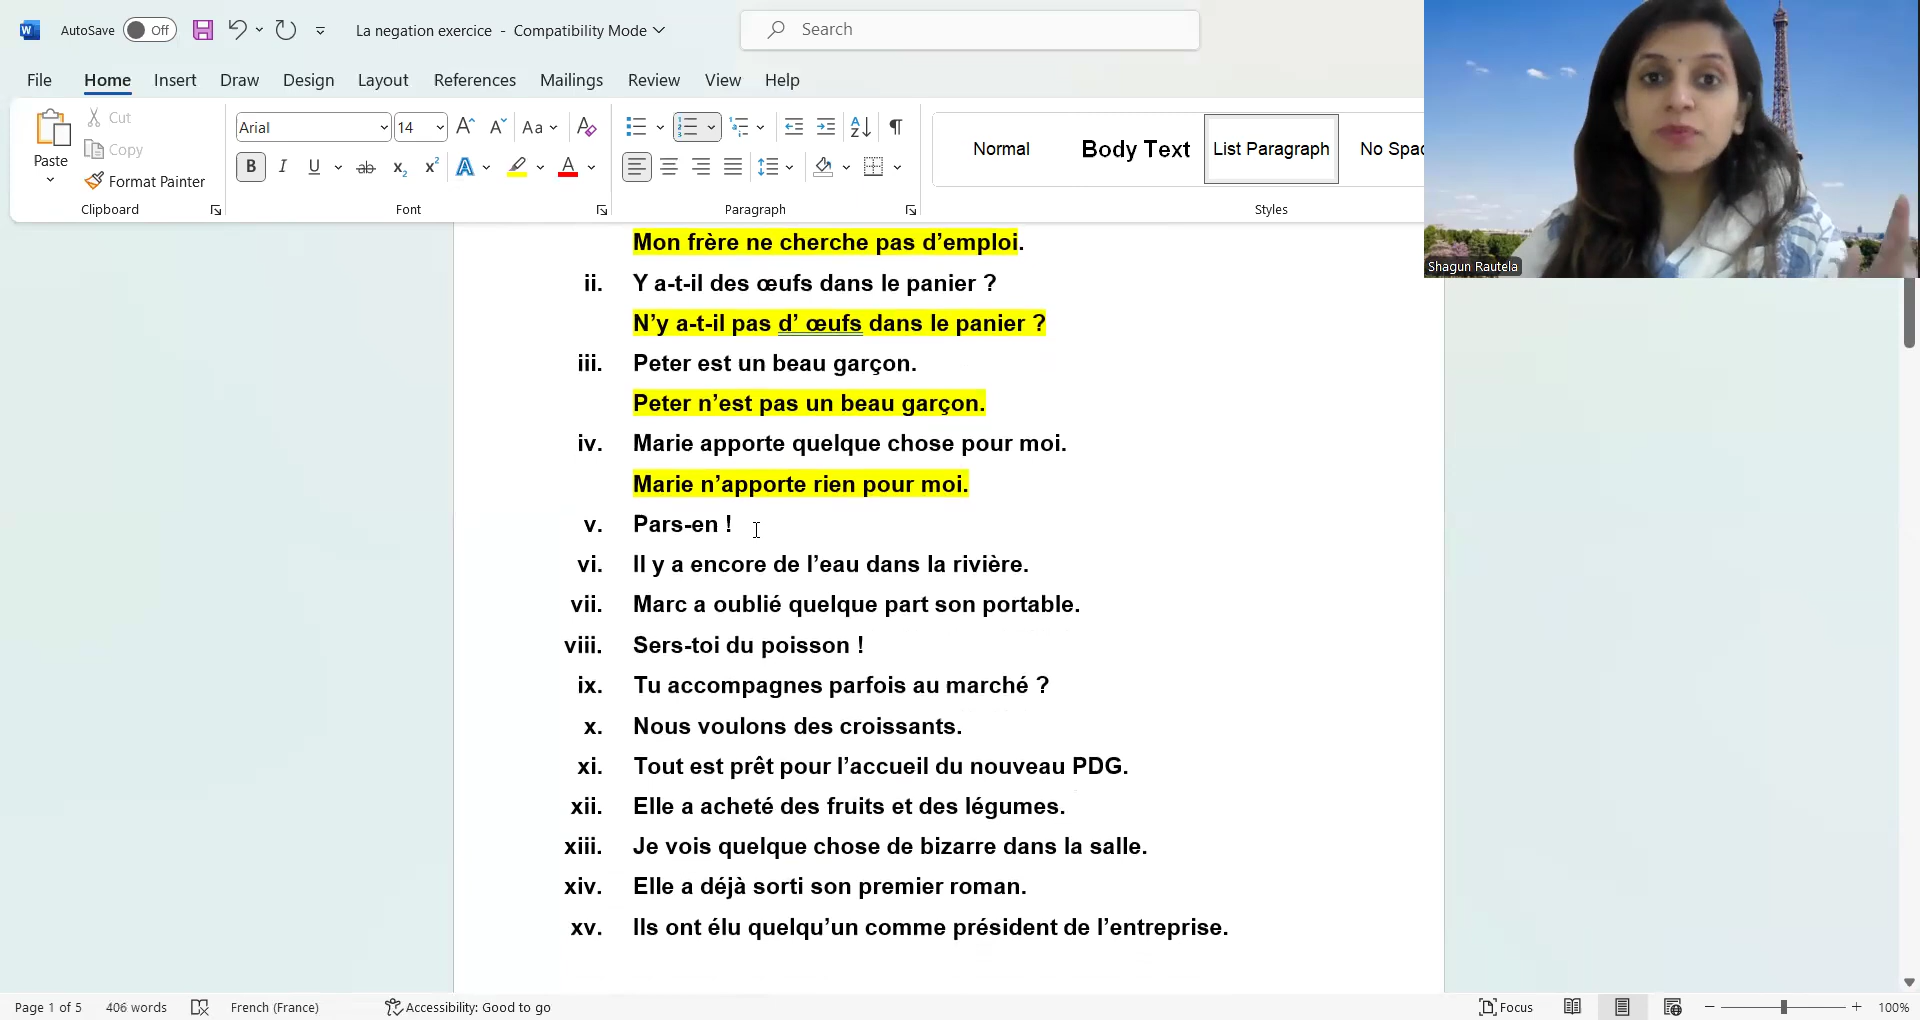 AutoSave Off La negation exercice - Compatibility Mode Search
File Home Insert Draw Design Layout References Mailings Review View Help
Paste Cut Copy Format Painter Clipboard
Arial 14 Aa Font
Paragraph
Normal Body Text List Paragraph No Spac Styles
Shagun Rautela
Mon frère ne cherche pas d’emploi.
ii. Y a-t-il des œufs dans le panier ?
N’y a-t-il pas d’ œufs dans le panier ?
iii. Peter est un beau garçon.
Peter n’est pas un beau garçon.
iv. Marie apporte quelque chose pour moi.
Marie n’apporte rien pour moi.
v. Pars-en !
vi. Il y a encore de l’eau dans la rivière.
vii. Marc a oublié quelque part son portable.
viii. Sers-toi du poisson !
ix. Tu accompagnes parfois au marché ?
x. Nous voulons des croissants.
xi. Tout est prêt pour l’accueil du nouveau PDG.
xii. Elle a acheté des fruits et des légumes.
xiii. Je vois quelque chose de bizarre dans la salle.
xiv. Elle a déjà sorti son premier roman.
xv. Ils ont élu quelqu’un comme président de l’entreprise.
Page 1 of 5 406 words French (France) Accessibility: Good to go Focus 100%